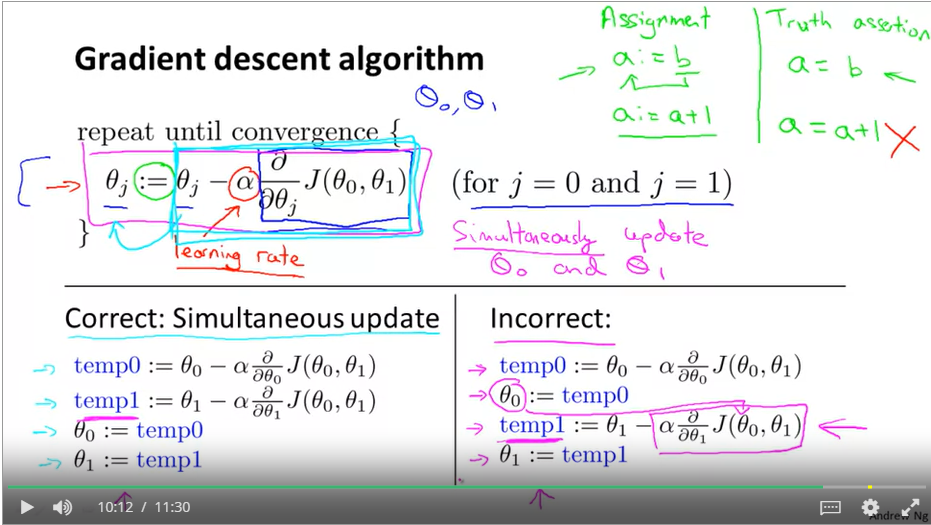 Gradient descent algorithm
Assignment
a := b
a := a+1
Truth assertion
a = b
a = a+1
θ₀, θ₁
repeat until convergence {
θⱼ := θⱼ − α ∂/∂θⱼ J(θ₀, θ₁)
(for j = 0 and j = 1)
}
learning rate
Simultaneously update
θ₀ and θ₁
Correct: Simultaneous update
temp0 := θ₀ − α ∂/∂θ₀ J(θ₀, θ₁)
temp1 := θ₁ − α ∂/∂θ₁ J(θ₀, θ₁)
θ₀ := temp0
θ₁ := temp1
Incorrect:
temp0 := θ₀ − α ∂/∂θ₀ J(θ₀, θ₁)
θ₀ := temp0
temp1 := θ₁ − α ∂/∂θ₁ J(θ₀, θ₁)
θ₁ := temp1
10:12 / 11:30
Andrew Ng